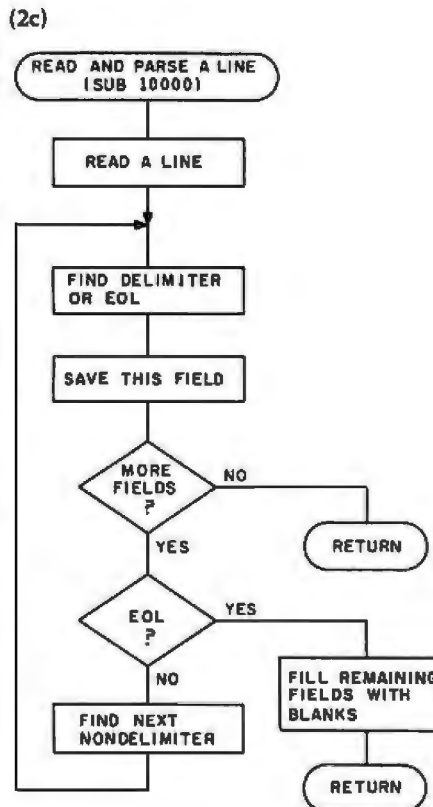 (2c)
READ AND PARSE A LINE
(SUB 10000)
READ A LINE
FIND DELIMITER
OR EOL
SAVE THIS FIELD
MORE
FIELDS
?
NO
RETURN
YES
EOL
?
YES
NO
FILL REMAINING
FIELDS WITH
BLANKS
FIND NEXT
NONDELIMITER
RETURN